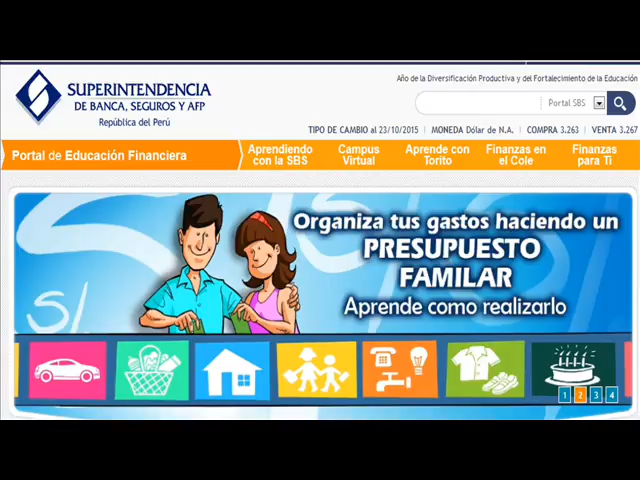 SUPERINTENDENCIA
DE BANCA, SEGUROS Y AFP
República del Perú
Año de la Diversificación Productiva y del Fortalecimiento de la Educación
Portal SBS
TIPO DE CAMBIO al 23/10/2015 | MONEDA Dólar de N.A. | COMPRA 3.263 | VENTA 3.267
Portal de Educación Financiera
Aprendiendo con la SBS
Campus Virtual
Aprende con Torito
Finanzas en el Cole
Finanzas para Ti
Organiza tus gastos haciendo un
PRESUPUESTO
FAMILAR
Aprende como realizarlo
S/
1 2 3 4